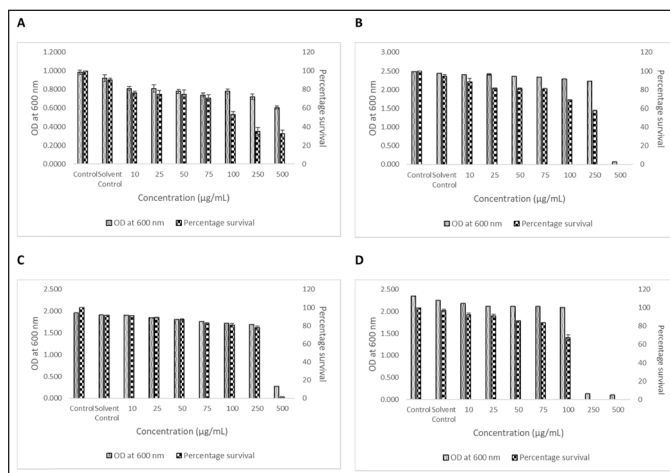 A
1.2000
1.0000
0.8000
0.6000
0.4000
0.2000
0.0000
OD at 600 nm
120
100
80
60
40
20
0
Percentage survival
Control Solvent Control 10 25 50 75 100 250 500
Concentration (µg/mL)
OD at 600 nm Percentage survival
B
3.000
2.500
2.000
1.500
1.000
0.500
0.000
OD at 600 nm
120
100
80
60
40
20
0
Percentage survival
Control Solvent Control 10 25 50 75 100 250 500
Concentration (µg/mL)
OD at 600 nm Percentage survival
C
2.500
2.000
1.500
1.000
0.500
0.000
OD at 600 nm
120
100
80
60
40
20
0
Percentage survival
Control Solvent Control 10 25 50 75 100 250 500
Concentration (µg/mL)
OD at 600 nm Percentage survival
D
2.500
2.000
1.500
1.000
0.500
0.000
OD at 600 nm
120
100
80
60
40
20
0
Percentage survival
Control Solvent Control 10 25 50 75 100 250 500
Concentration (µg/mL)
OD at 600 nm Percentage survival